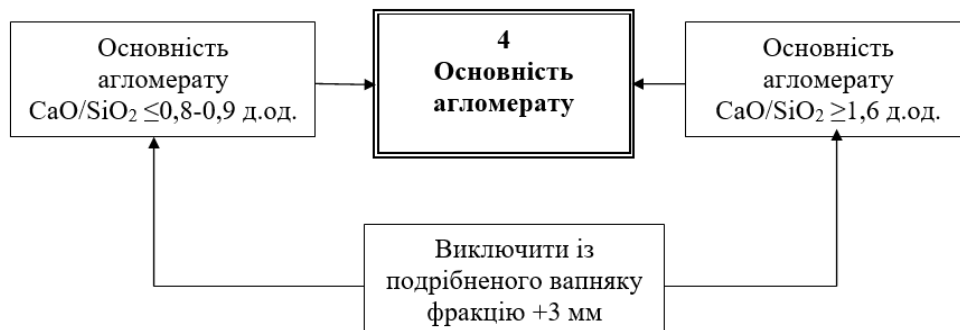 Основність
агломерату
CaO/SiO₂ ≤0,8-0,9 д.од.
4
Основність
агломерату
Основність
агломерату
CaO/SiO₂ ≥1,6 д.од.
Виключити із
подрібненого вапняку
фракцію +3 мм